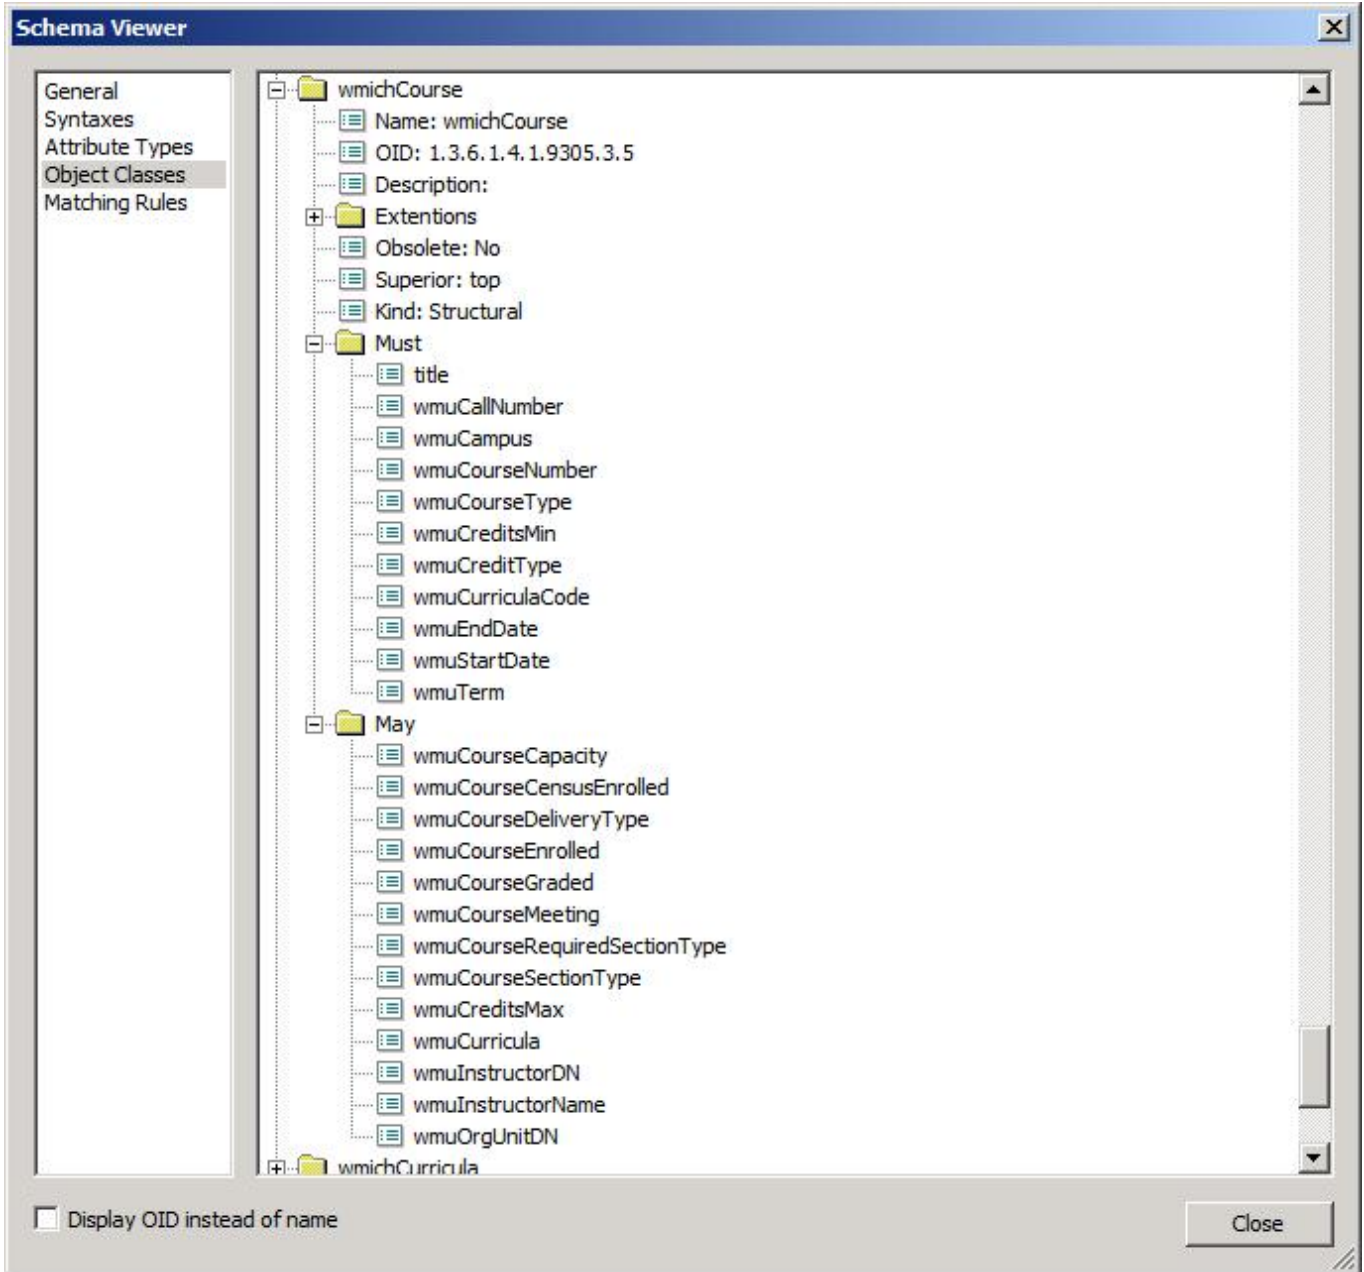 Schema Viewer
General
Syntaxes
Attribute Types
Object Classes
Matching Rules
wmichCourse
Name: wmichCourse
OID: 1.3.6.1.4.1.9305.3.5
Description:
Extentions
Obsolete: No
Superior: top
Kind: Structural
Must
title
wmuCallNumber
wmuCampus
wmuCourseNumber
wmuCourseType
wmuCreditsMin
wmuCreditType
wmuCurriculaCode
wmuEndDate
wmuStartDate
wmuTerm
May
wmuCourseCapacity
wmuCourseCensusEnrolled
wmuCourseDeliveryType
wmuCourseEnrolled
wmuCourseGraded
wmuCourseMeeting
wmuCourseRequiredSectionType
wmuCourseSectionType
wmuCreditsMax
wmuCurricula
wmuInstructorDN
wmuInstructorName
wmuOrgUnitDN
wmichCurricula
Display OID instead of name
Close